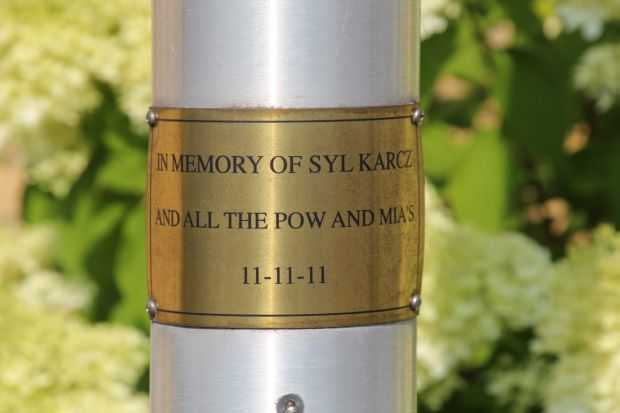 IN MEMORY OF SYL KARCZ
AND ALL THE POW AND MIA'S
11-11-11